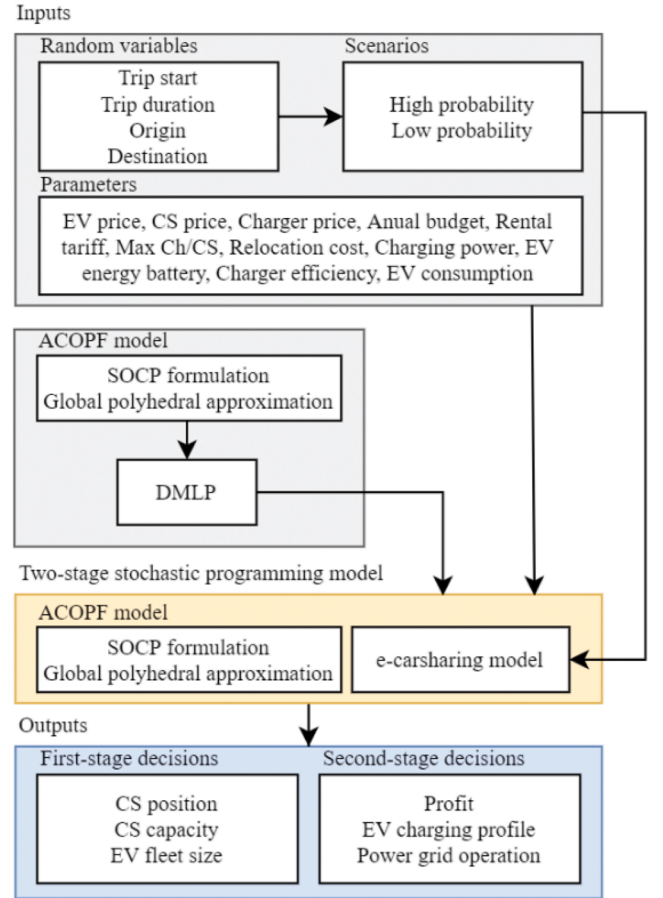 Inputs
Random variables
Trip start
Trip duration
Origin
Destination
Scenarios
High probability
Low probability
Parameters
EV price, CS price, Charger price, Anual budget, Rental
tariff, Max Ch/CS, Relocation cost, Charging power, EV
energy battery, Charger efficiency, EV consumption
ACOPF model
SOCP formulation
Global polyhedral approximation
DMLP
Two-stage stochastic programming model
ACOPF model
SOCP formulation
Global polyhedral approximation
e-carsharing model
Outputs
First-stage decisions
CS position
CS capacity
EV fleet size
Second-stage decisions
Profit
EV charging profile
Power grid operation